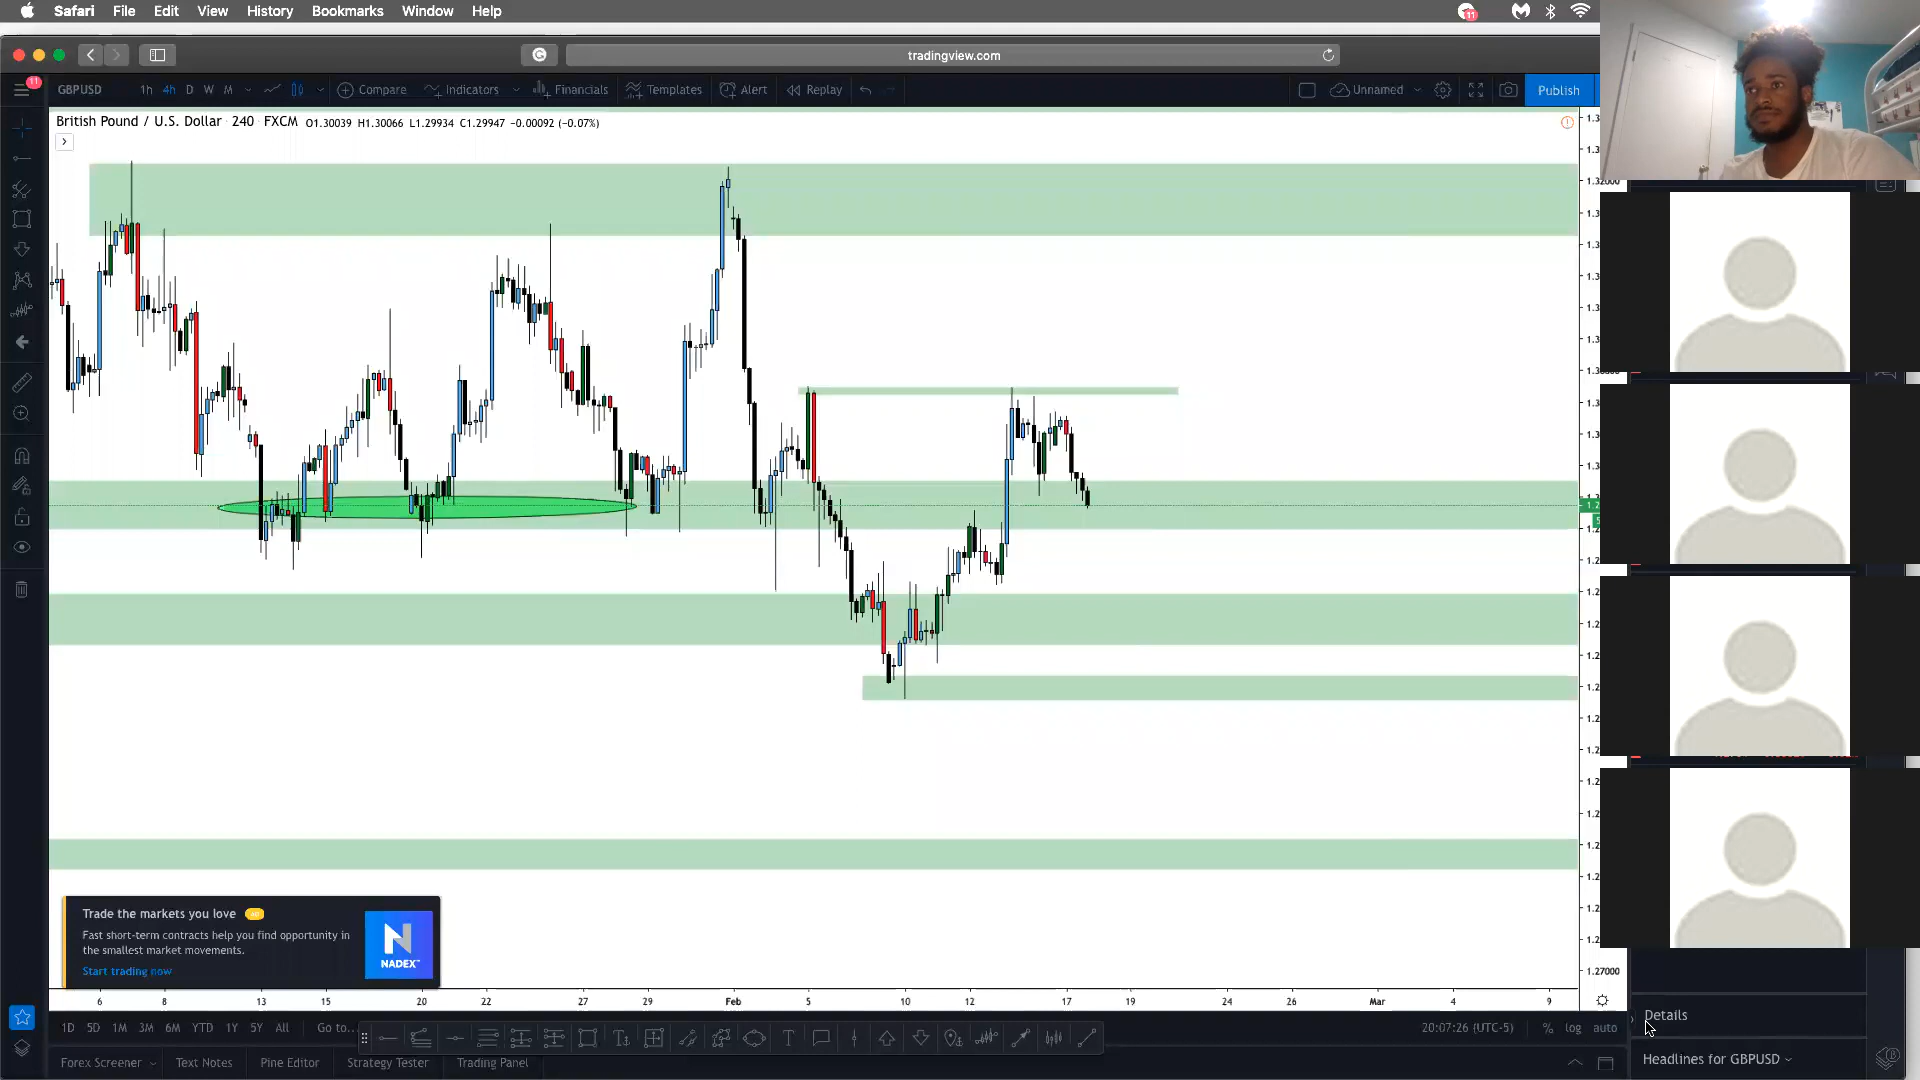 Safari File Edit View History Bookmarks Window Help
11
tradingview.com
11
GBPUSD 1h 4h D W M Compare Indicators Financials Templates Alert Replay Unnamed Publish
British Pound / U.S. Dollar 240 FXCM O1.30039 H1.30066 L1.29934 C1.29947 −0.00092 (−0.07%)
1.32000
Trade the markets you love
Fast short-term contracts help you find opportunity in
the smallest market movements.
Start trading now
NADEX
1.27000
6 8 13 15 20 22 27 29 Feb 5 10 12 17 19 24 26 Mar 4 9
1D 5D 1M 3M 6M YTD 1Y 5Y All Go to... 20:07:26 (UTC-5) % log auto
Details
Forex Screener Text Notes Pine Editor Strategy Tester Trading Panel
Headlines for GBPUSD